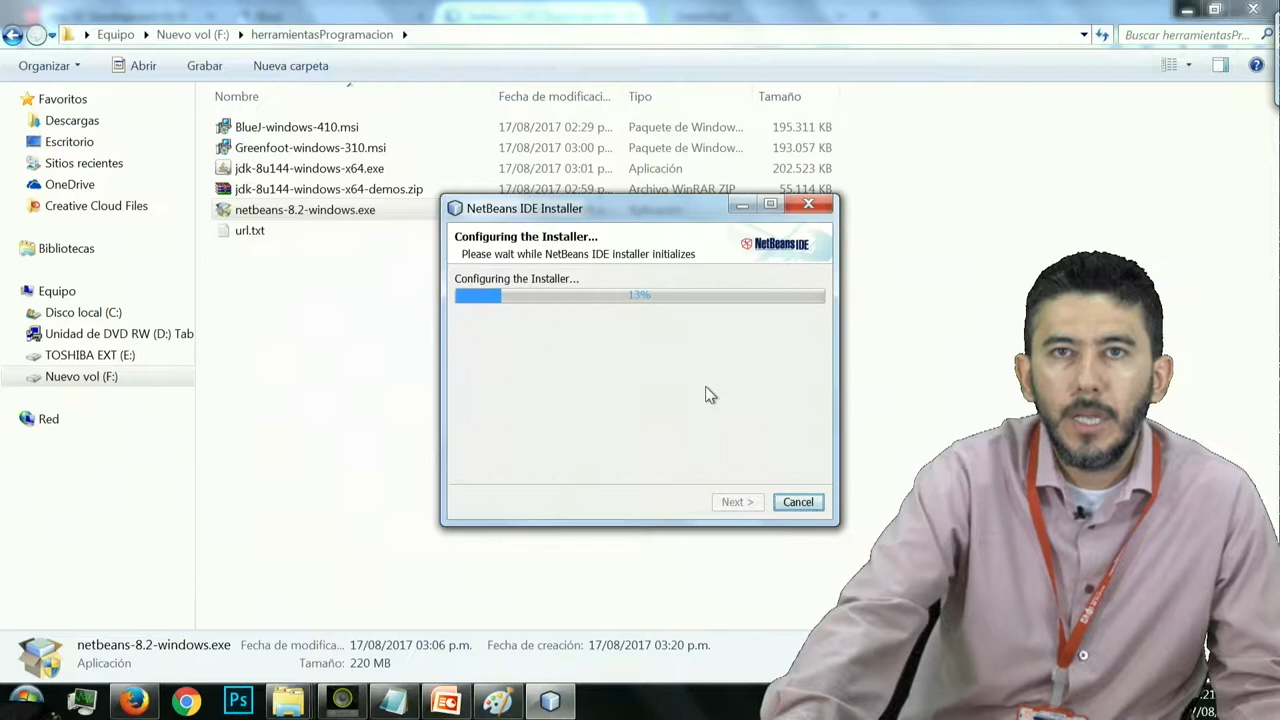 Equipo Nuevo vol (F:) herramientasProgramacion
Buscar herramientasPr...
Organizar Abrir Grabar Nueva carpeta
Nombre Fecha de modificaci... Tipo Tamaño
Favoritos
Descargas
Escritorio
Sitios recientes
OneDrive
Creative Cloud Files
Bibliotecas
Equipo
Disco local (C:)
Unidad de DVD RW (D:) Tab
TOSHIBA EXT (E:)
Nuevo vol (F:)
Red
BlueJ-windows-410.msi 17/08/2017 02:29 p... Paquete de Window... 195.311 KB
Greenfoot-windows-310.msi 17/08/2017 03:00 p... Paquete de Window... 193.057 KB
jdk-8u144-windows-x64.exe 17/08/2017 03:01 p... Aplicación 202.523 KB
jdk-8u144-windows-x64-demos.zip 17/08/2017 02:59 p... Archivo WinRAR ZIP 55.114 KB
netbeans-8.2-windows.exe
url.txt
NetBeans IDE Installer
Configuring the Installer...
Please wait while NetBeans IDE installer initializes
NetBeans IDE
Configuring the Installer...
13%
Next > Cancel
netbeans-8.2-windows.exe Fecha de modifica... 17/08/2017 03:06 p.m. Fecha de creación: 17/08/2017 03:20 p.m.
Aplicación Tamaño: 220 MB
Ps